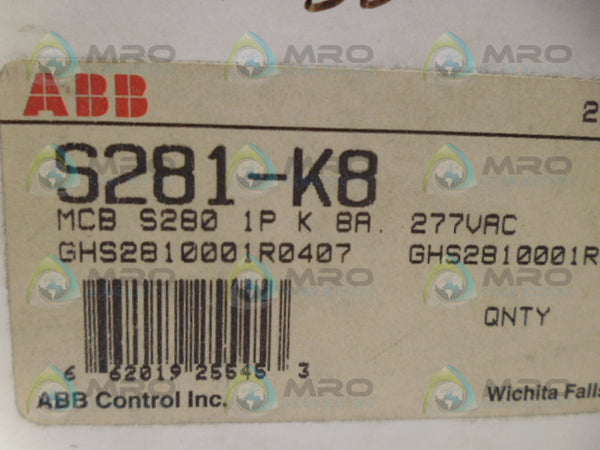 ABB
2
S281-K8
MCB S280 1P K 8A. 277VAC
GHS2810001R0407 GHS2810001R
QNTY
6 62019 25545 3
ABB Control Inc. Wichita Falls
MRO